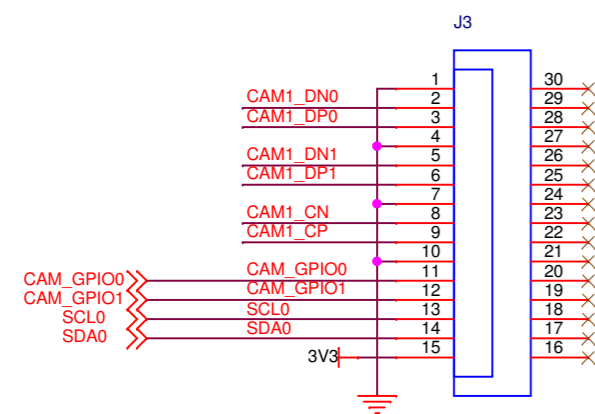 J3
1 30
CAM1_DN0 2 29
CAM1_DP0 3 28
4 27
CAM1_DN1 5 26
CAM1_DP1 6 25
7 24
CAM1_CN 8 23
CAM1_CP 9 22
10 21
CAM_GPIO0 CAM_GPIO0 11 20
CAM_GPIO1 CAM_GPIO1 12 19
SCL0 SCL0 13 18
SDA0 SDA0 14 17
3V3 15 16